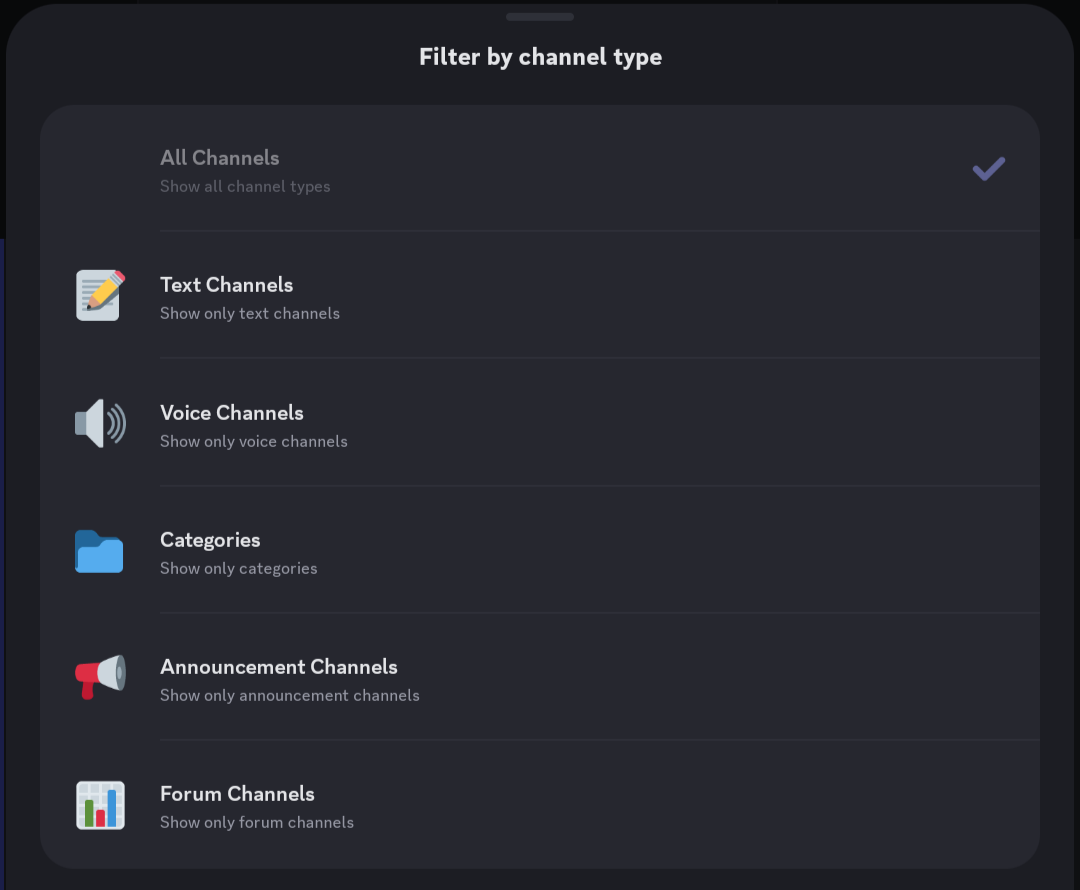 Filter by channel type
All Channels
Show all channel types
Text Channels
Show only text channels
Voice Channels
Show only voice channels
Categories
Show only categories
Announcement Channels
Show only announcement channels
Forum Channels
Show only forum channels